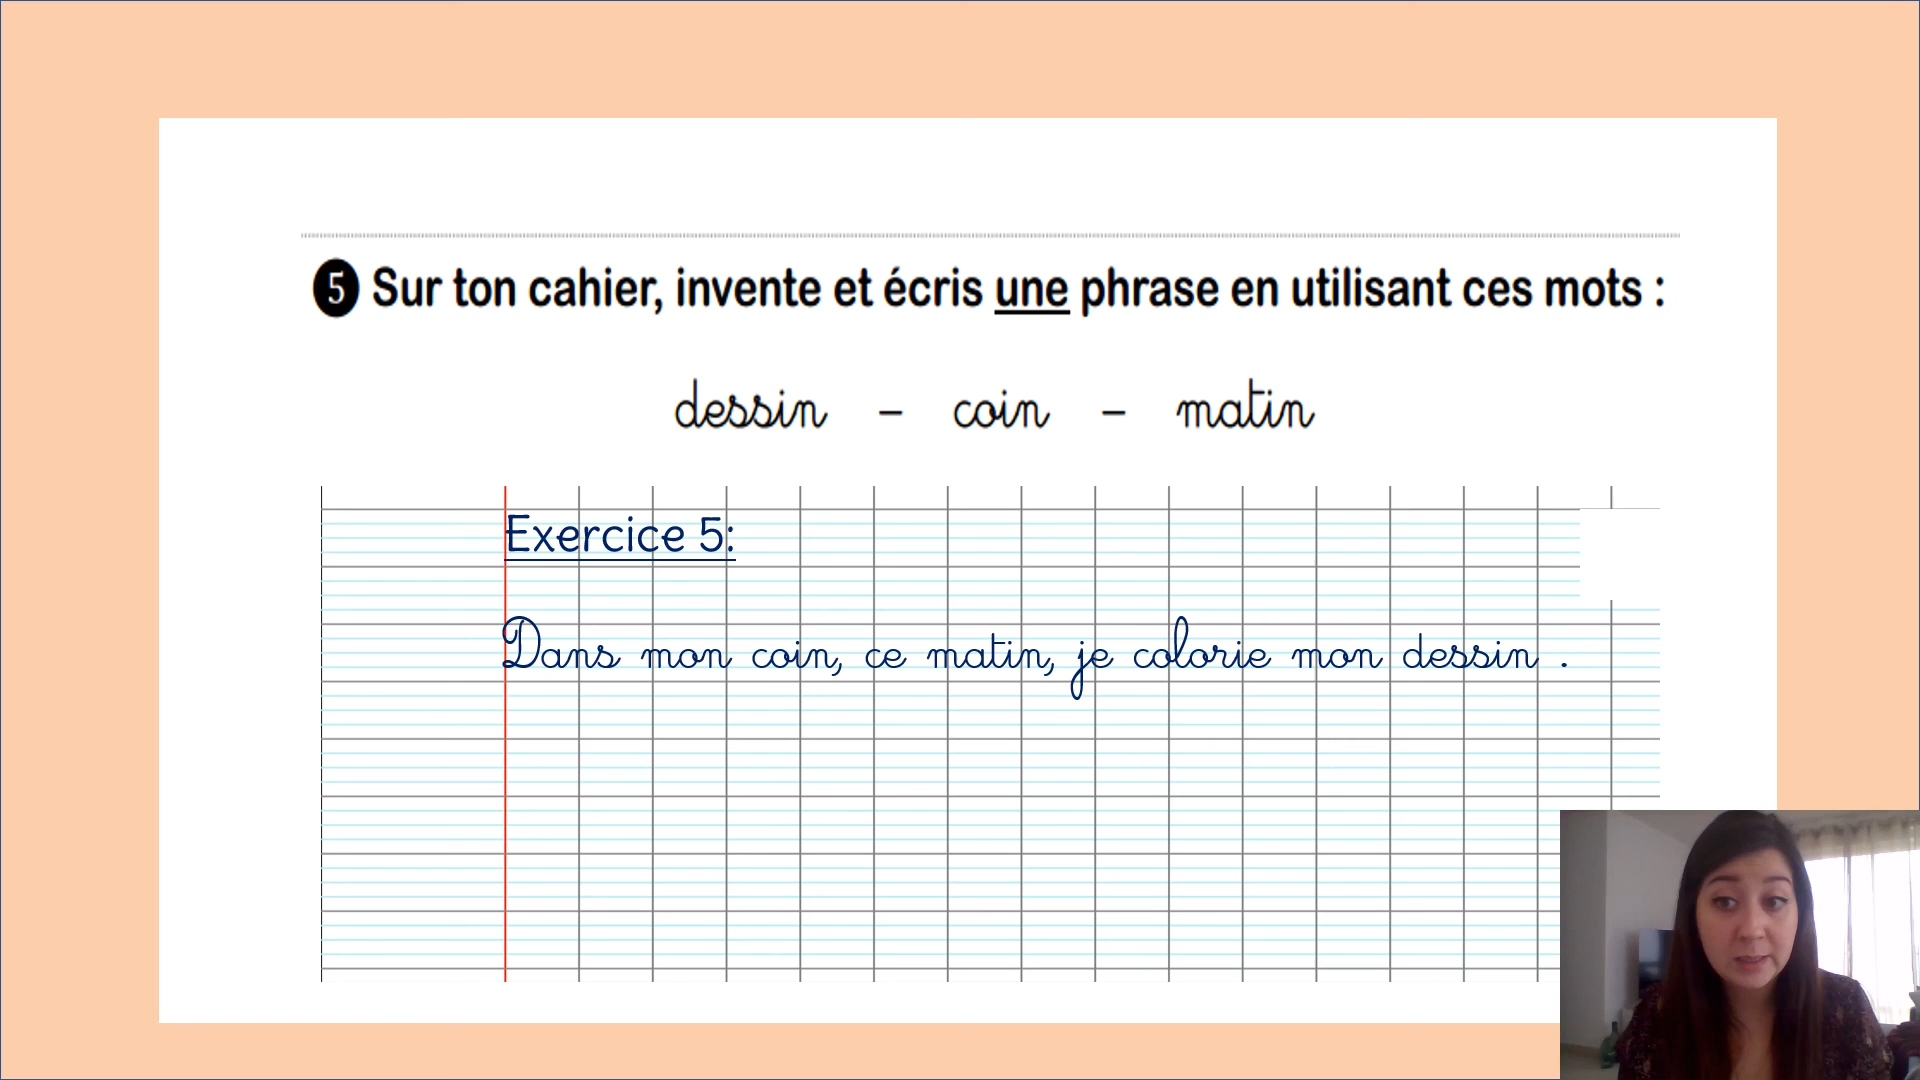 5 Sur ton cahier, invente et écris une phrase en utilisant ces mots :
dessin – coin – matin
Exercice 5:
Dans mon coin, ce matin, je colorie mon dessin .